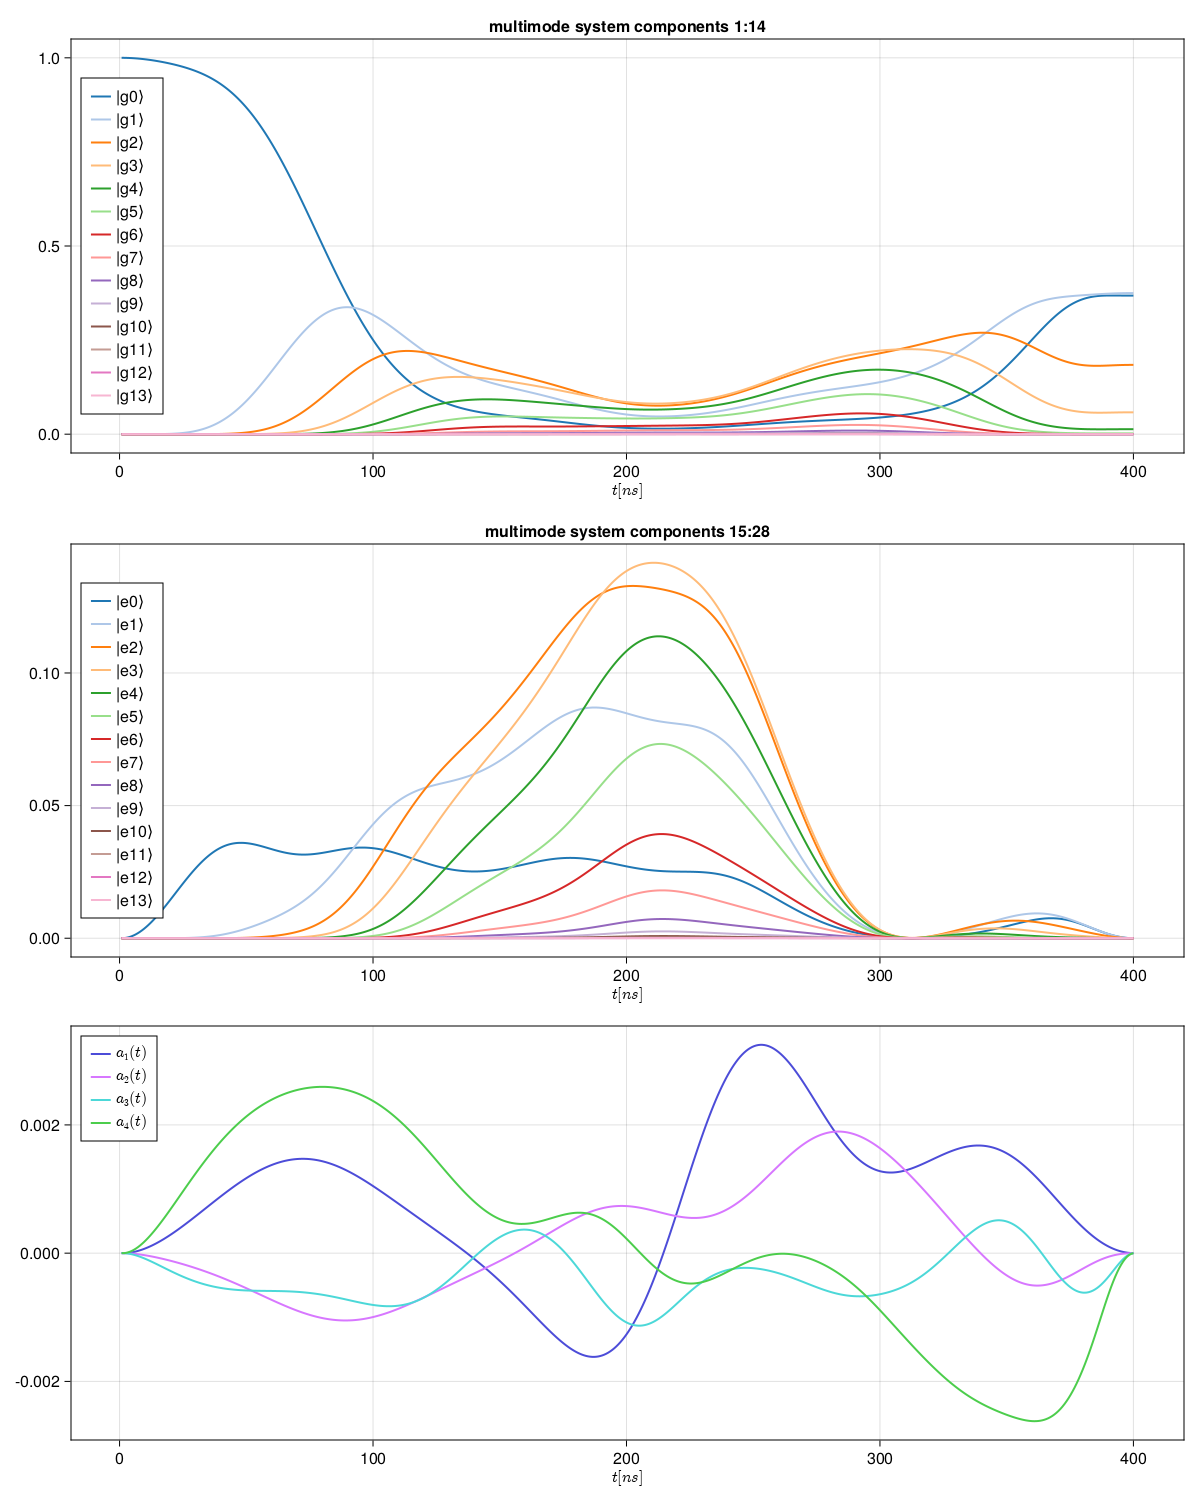 multimode system components 1:14
1.0
0.5
0.0
|g0⟩
|g1⟩
|g2⟩
|g3⟩
|g4⟩
|g5⟩
|g6⟩
|g7⟩
|g8⟩
|g9⟩
|g10⟩
|g11⟩
|g12⟩
|g13⟩
0 100 200 300 400
t[ns]
multimode system components 15:28
0.10
0.05
0.00
|e0⟩
|e1⟩
|e2⟩
|e3⟩
|e4⟩
|e5⟩
|e6⟩
|e7⟩
|e8⟩
|e9⟩
|e10⟩
|e11⟩
|e12⟩
|e13⟩
0 100 200 300 400
t[ns]
a₁(t)
a₂(t)
a₃(t)
a₄(t)
0.002
0.000
-0.002
0 100 200 300 400
t[ns]